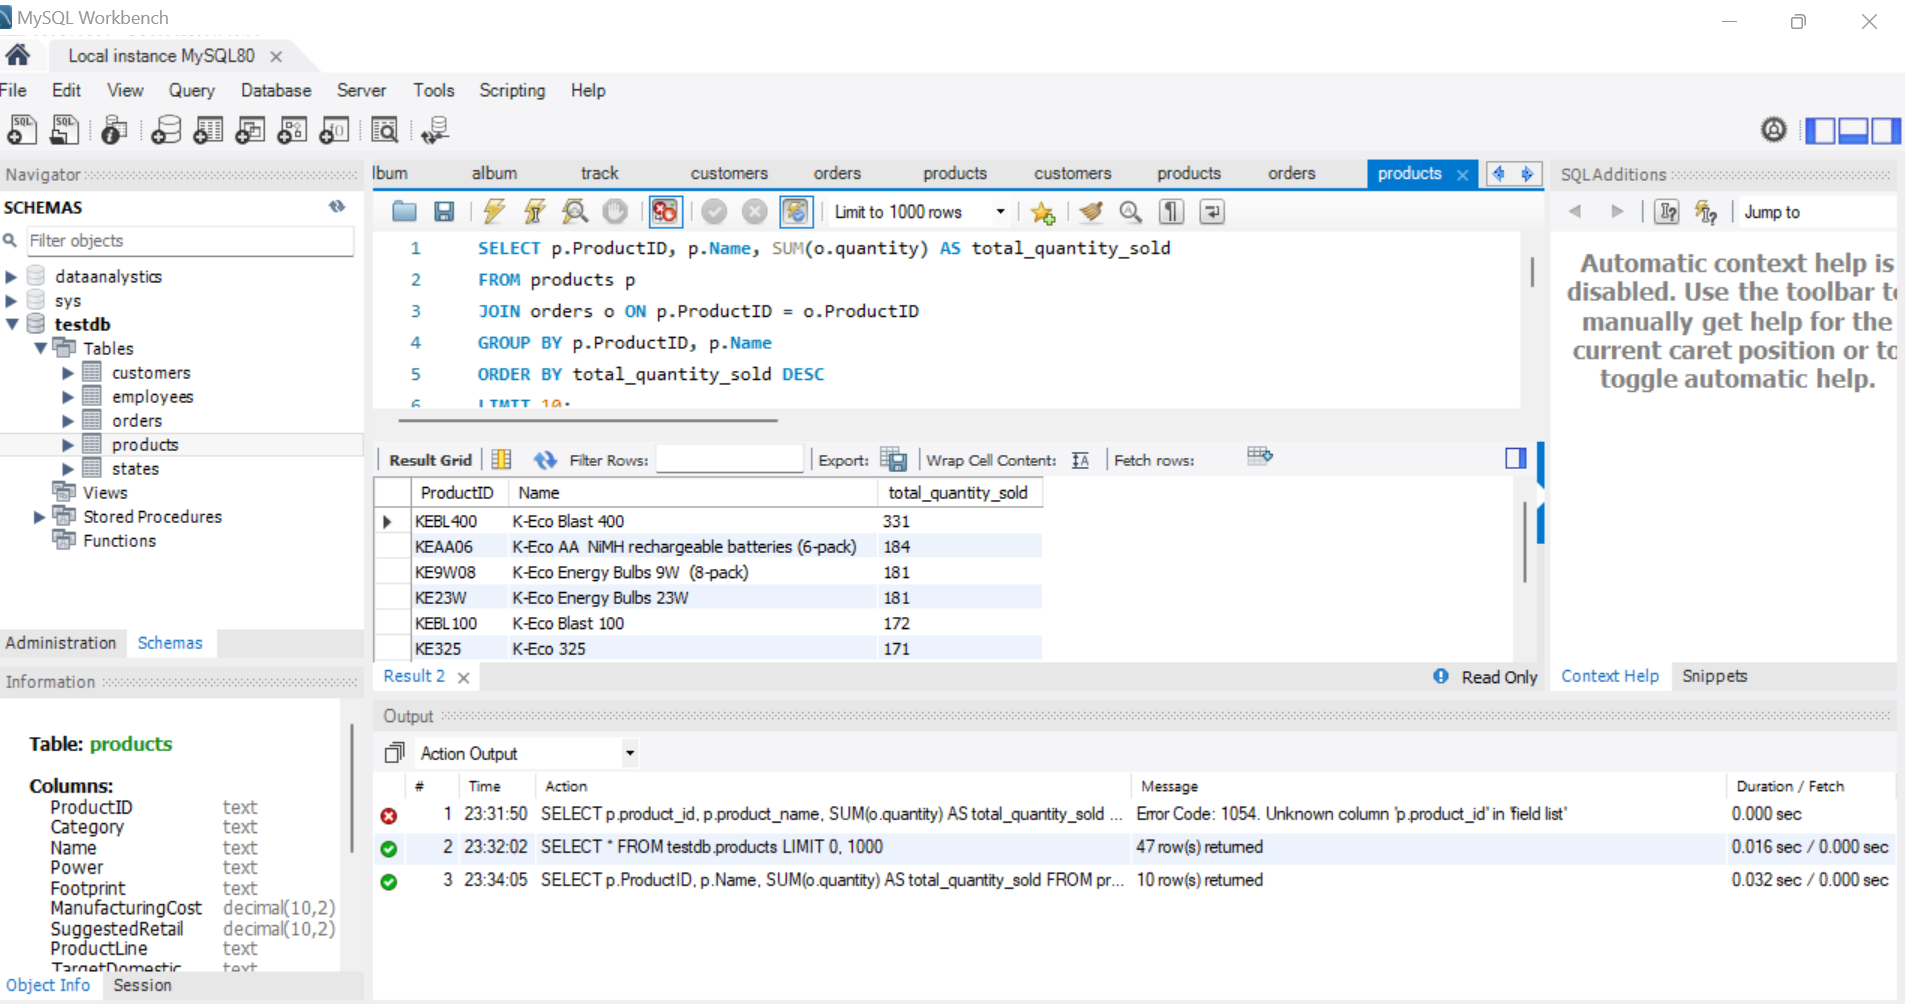 MySQL Workbench
Local instance MySQL80
File Edit View Query Database Server Tools Scripting Help
Navigator
SCHEMAS
Filter objects
dataanalystics
sys
testdb
Tables
customers
employees
orders
products
states
Views
Stored Procedures
Functions
Administration Schemas
Information
Table: products
Columns:
ProductID text
Category text
Name text
Power text
Footprint text
ManufacturingCost decimal(10,2)
SuggestedRetail decimal(10,2)
ProductLine text
TargetDomestic text
Object Info Session
lbum album track customers orders products customers products orders products
Limit to 1000 rows
1 SELECT p.ProductID, p.Name, SUM(o.quantity) AS total_quantity_sold
2 FROM products p
3 JOIN orders o ON p.ProductID = o.ProductID
4 GROUP BY p.ProductID, p.Name
5 ORDER BY total_quantity_sold DESC
6 LIMIT 10;
Result Grid Filter Rows: Export: Wrap Cell Content: Fetch rows:
ProductID Name total_quantity_sold
KEBL400 K-Eco Blast 400 331
KEAA06 K-Eco AA NiMH rechargeable batteries (6-pack) 184
KE9W08 K-Eco Energy Bulbs 9W (8-pack) 181
KE23W K-Eco Energy Bulbs 23W 181
KEBL100 K-Eco Blast 100 172
KE325 K-Eco 325 171
Result 2 Read Only
SQLAdditions
Jump to
Automatic context help is
disabled. Use the toolbar to
manually get help for the
current caret position or to
toggle automatic help.
Context Help Snippets
Output
Action Output
# Time Action Message Duration / Fetch
1 23:31:50 SELECT p.product_id, p.product_name, SUM(o.quantity) AS total_quantity_sold ... Error Code: 1054. Unknown column 'p.product_id' in 'field list' 0.000 sec
2 23:32:02 SELECT * FROM testdb.products LIMIT 0, 1000 47 row(s) returned 0.016 sec / 0.000 sec
3 23:34:05 SELECT p.ProductID, p.Name, SUM(o.quantity) AS total_quantity_sold FROM pr... 10 row(s) returned 0.032 sec / 0.000 sec